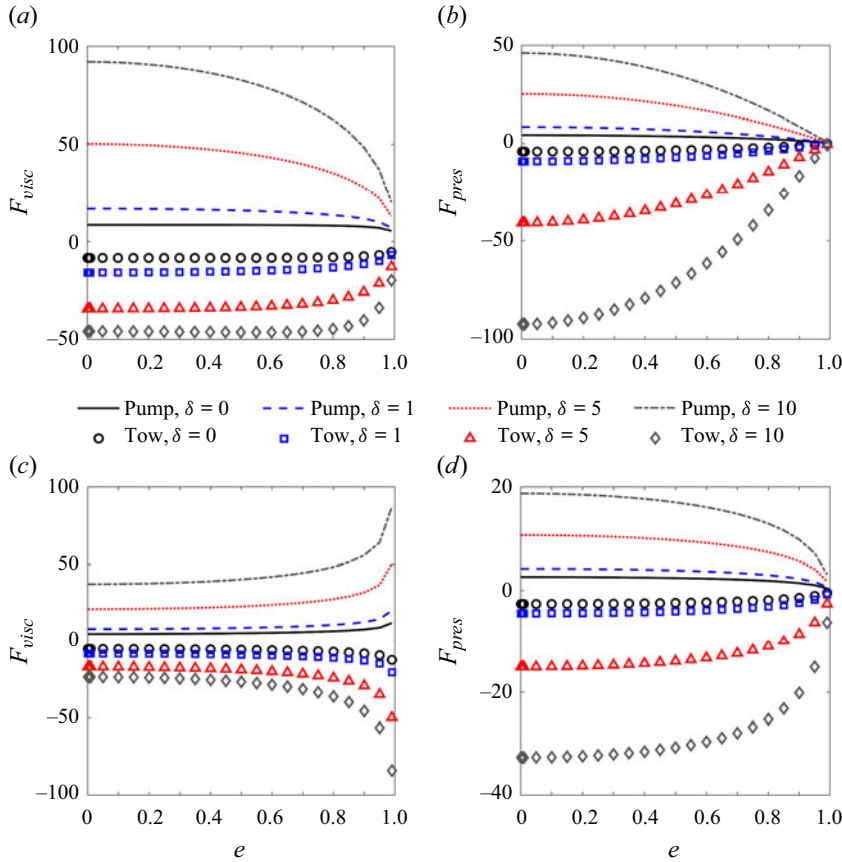 (a) (b)
100 50
50 0
0 −50
−50 −100
F_visc F_pres
0 0.2 0.4 0.6 0.8 1.0 0 0.2 0.4 0.6 0.8 1.0
Pump, δ = 0 Pump, δ = 1 Pump, δ = 5 Pump, δ = 10
Tow, δ = 0 Tow, δ = 1 Tow, δ = 5 Tow, δ = 10
(c) (d)
100 20
50 0
0 −20
−50 −40
−100
F_visc F_pres
0 0.2 0.4 0.6 0.8 1.0 0 0.2 0.4 0.6 0.8 1.0
e e